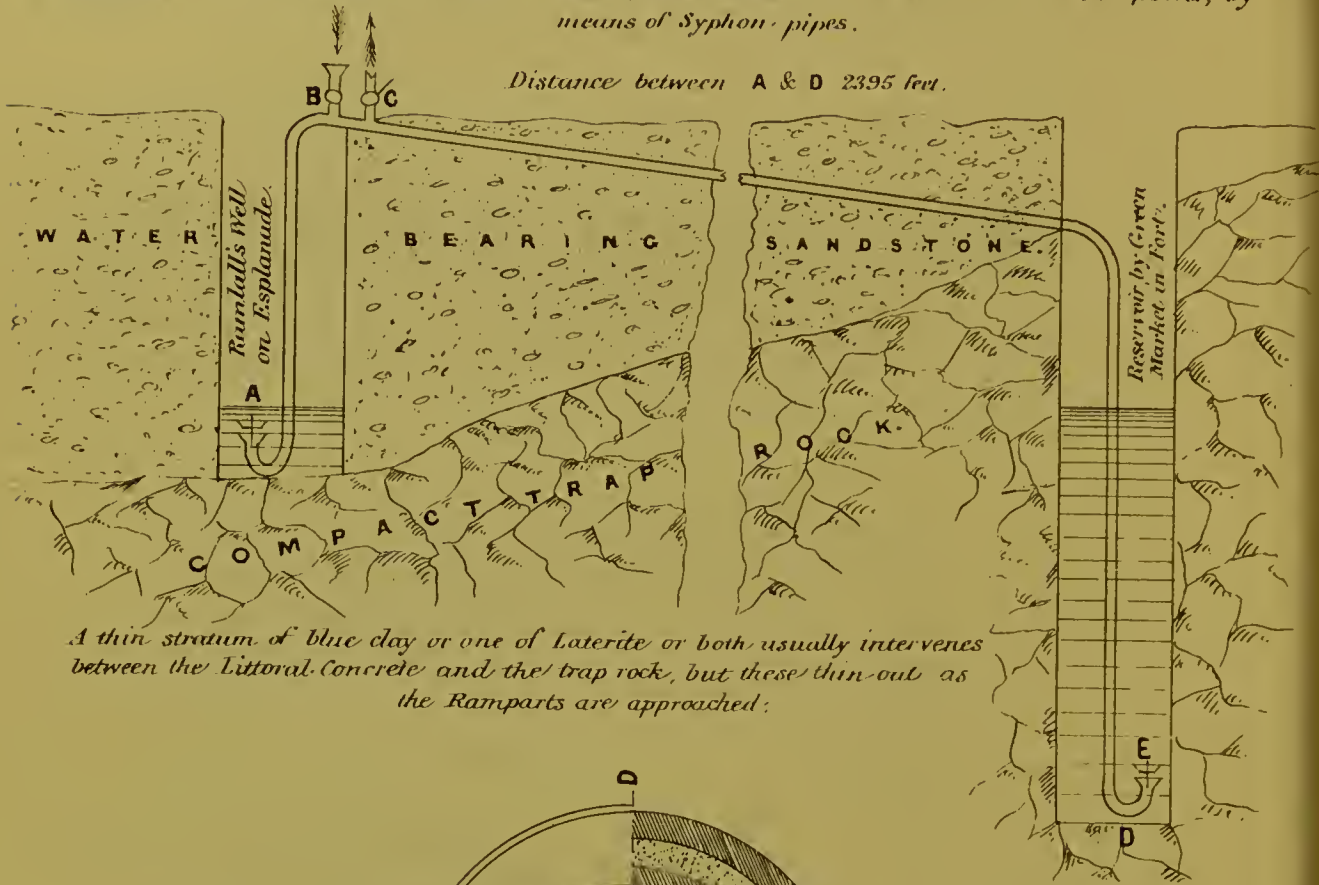 by
means of Syphon-pipes.
Distance between A & D 2395 feet.
B
C
WATER
BEARING
SANDSTONE.
Ramlall's Well
on Esplanade.
Reservoir by Green
Market in Fort.
A
COMPACT TRAP ROCK.
A thin stratum of blue clay or one of Laterite or both usually intervenes
between the Littoral Concrete and the trap rock, but these thin out as
the Ramparts are approached:
E
D
D